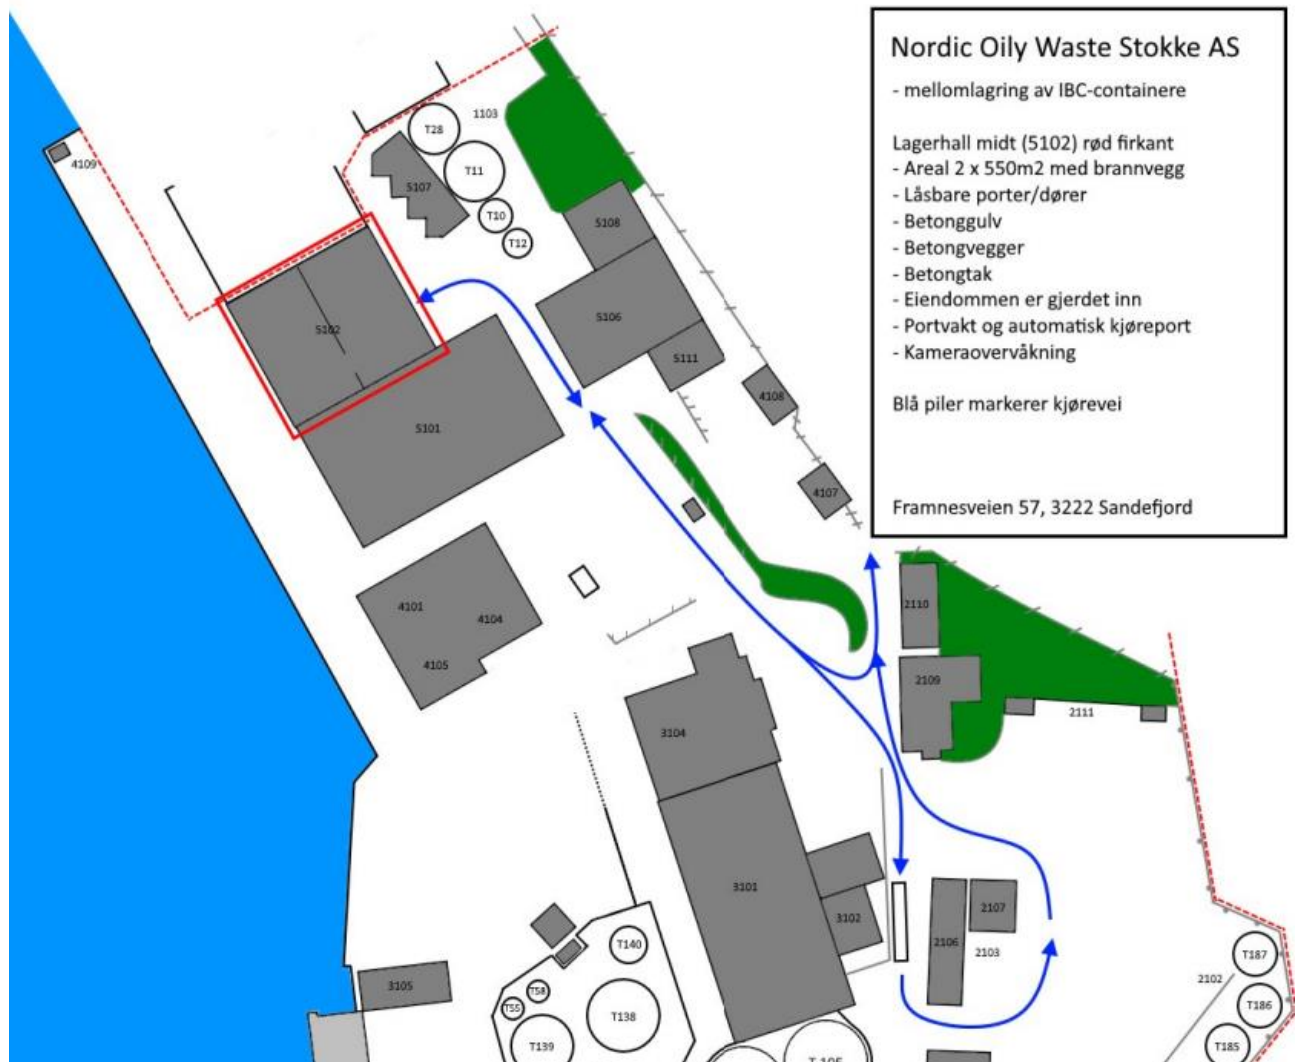 Nordic Oily Waste Stokke AS
- mellomlagring av IBC-containere
Lagerhall midt (5102) rød firkant
- Areal 2 x 550m2 med brannvegg
- Låsbare porter/dører
- Betonggulv
- Betongvegger
- Betongtak
- Eiendommen er gjerdet inn
- Portvakt og automatisk kjøreport
- Kameraovervåkning
Blå piler markerer kjørevei
Framnesveien 57, 3222 Sandefjord
1103
T28
4109
T11
5107
T10
5108
T12
5106
5102
5111
4108
5101
4107
4101
2110
4104
4105
2109
2111
3104
3101
2107
3102
2106
T140
2103
T187
2102
3105
T58
T55
T186
T138
T139
T185
T 105